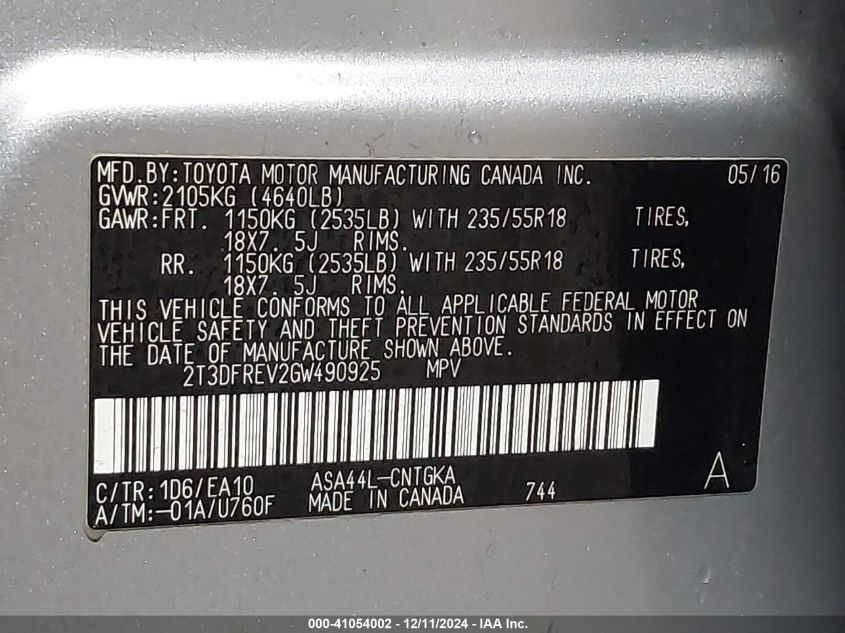 MFD.BY:TOYOTA MOTOR MANUFACTURING CANADA INC. 05/16
GVWR:2105KG (4640LB)
GAWR:FRT. 1150KG (2535LB) WITH 235/55R18 TIRES,
18X7. 5J RIMS.
RR. 1150KG (2535LB) WITH 235/55R18 TIRES,
18X7. 5J RIMS.
THIS VEHICLE CONFORMS TO ALL APPLICABLE FEDERAL MOTOR
VEHICLE SAFETY AND THEFT PREVENTION STANDARDS IN EFFECT ON
THE DATE OF MANUFACTURE SHOWN ABOVE.
2T3DFREV2GW490925 MPV
C/TR:1D6/EA10 ASA44L-CNTGKA 744 A
A/TM:-01A/U760F MADE IN CANADA
000-41054002 - 12/11/2024 - IAA Inc.